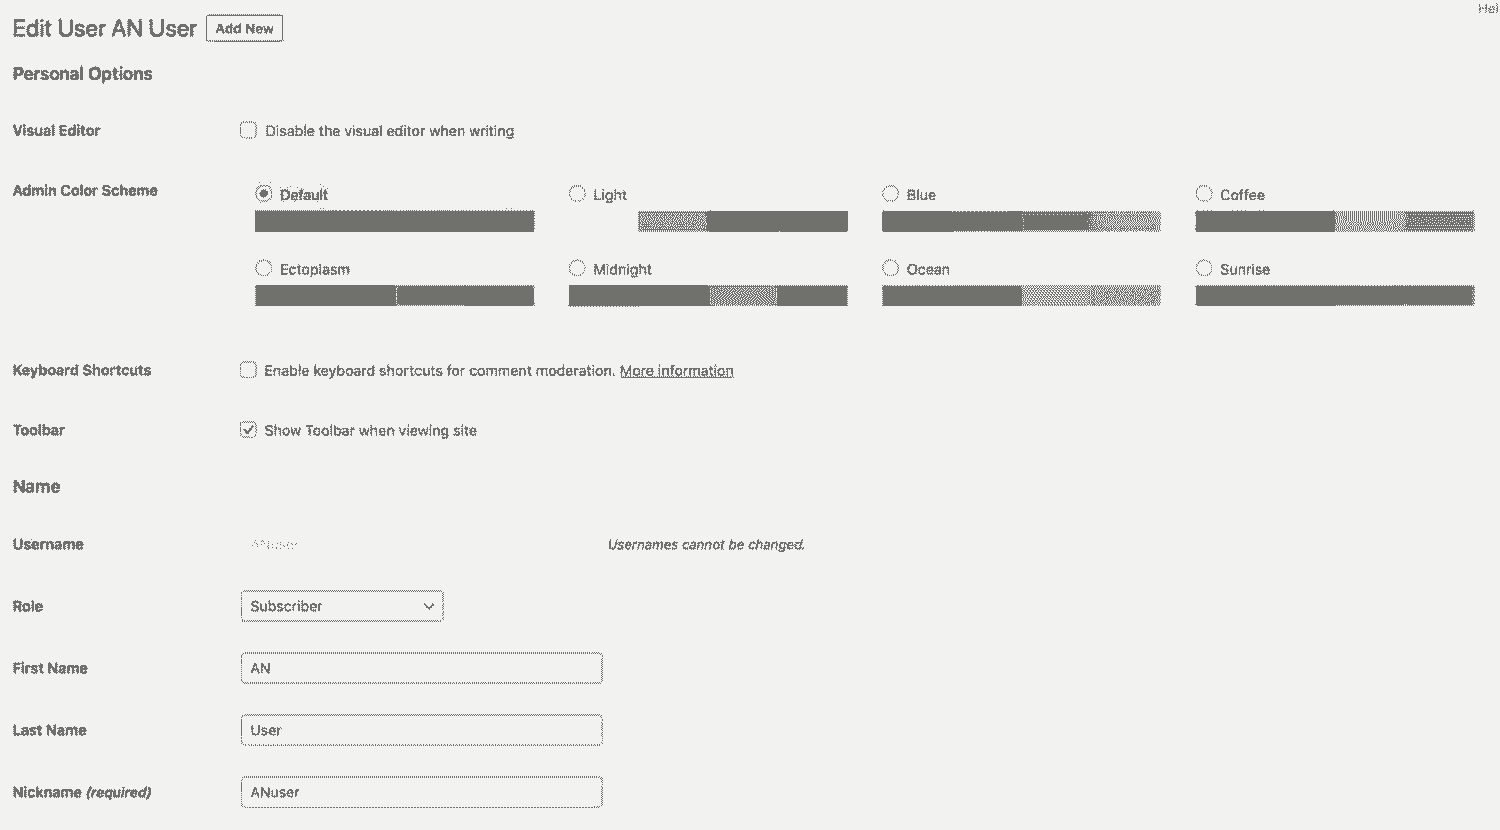 Hel
Edit User AN User Add New
Personal Options
Visual Editor Disable the visual editor when writing
Admin Color Scheme Default Light Blue Coffee
Ectoplasm Midnight Ocean Sunrise
Keyboard Shortcuts Enable keyboard shortcuts for comment moderation. More information
Toolbar Show Toolbar when viewing site
Name
Username ANuser Usernames cannot be changed.
Role Subscriber
First Name AN
Last Name User
Nickname (required) ANuser